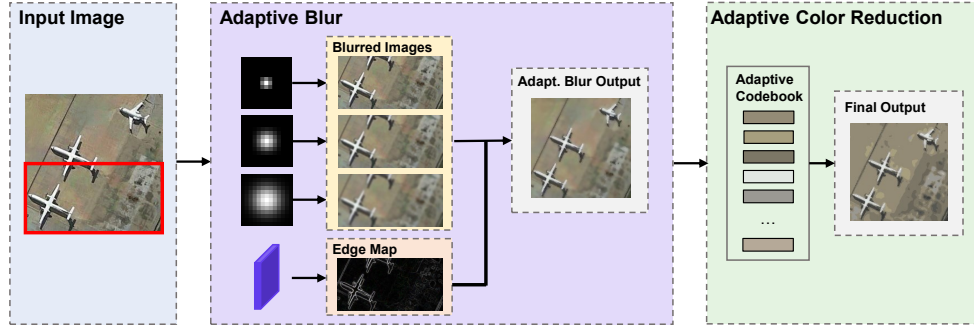 Input Image
Adaptive Blur
Blurred Images
Edge Map
Adapt. Blur Output
Adaptive Color Reduction
Adaptive
Codebook
...
Final Output